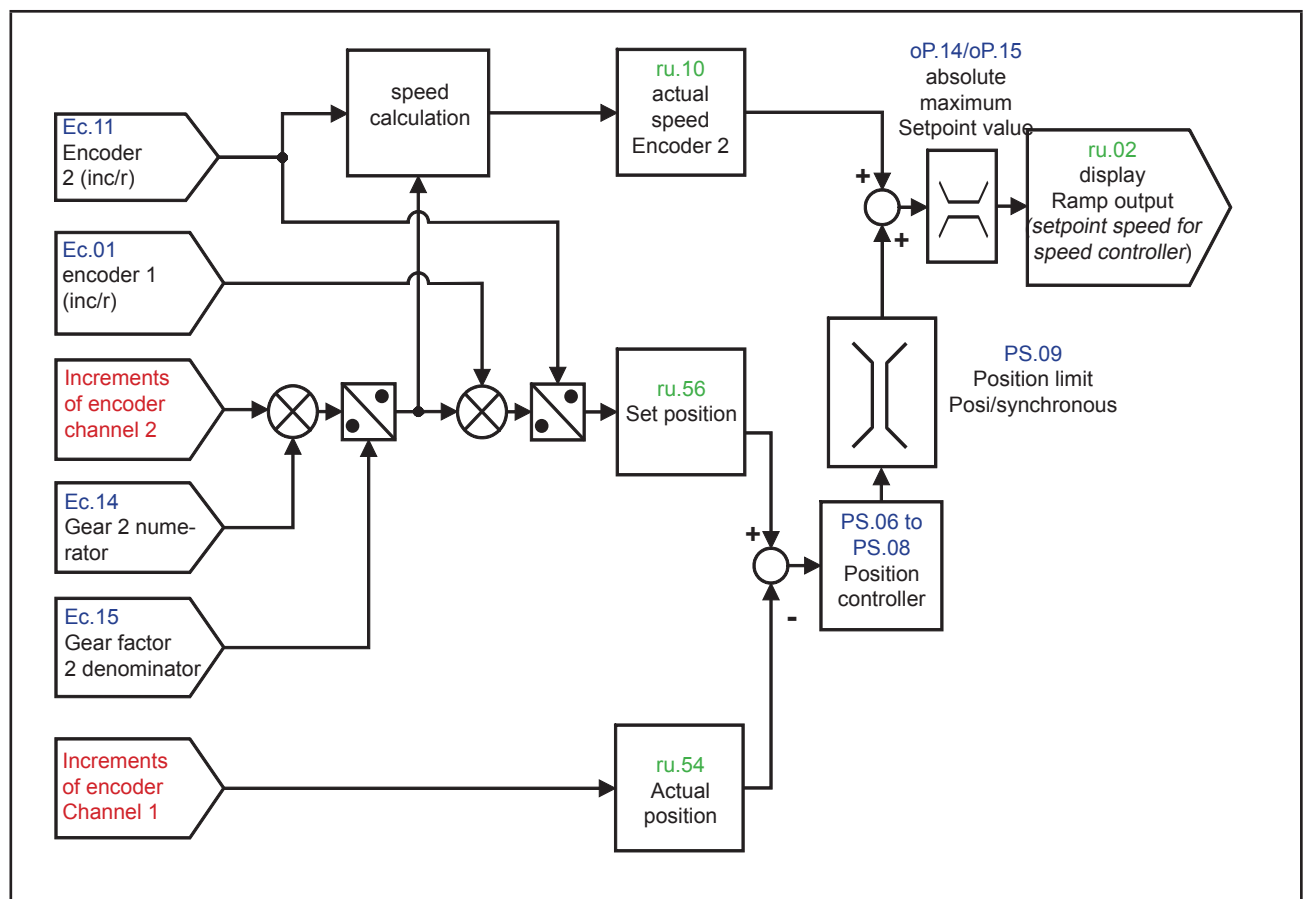 Ec.11
Encoder
2 (inc/r)
speed
calculation
ru.10
actual
speed
Encoder 2
oP.14/oP.15
absolute
maximum
Setpoint value
ru.02
display
Ramp output
(setpoint speed for
speed controller)
+
+
Ec.01
encoder 1
(inc/r)
Increments
of encoder
channel 2
ru.56
Set position
PS.09
Position limit
Posi/synchronous
Ec.14
Gear 2 nume-
rator
+
-
PS.06 to
PS.08
Position
controller
Ec.15
Gear factor
2 denominator
Increments
of encoder
Channel 1
ru.54
Actual
position